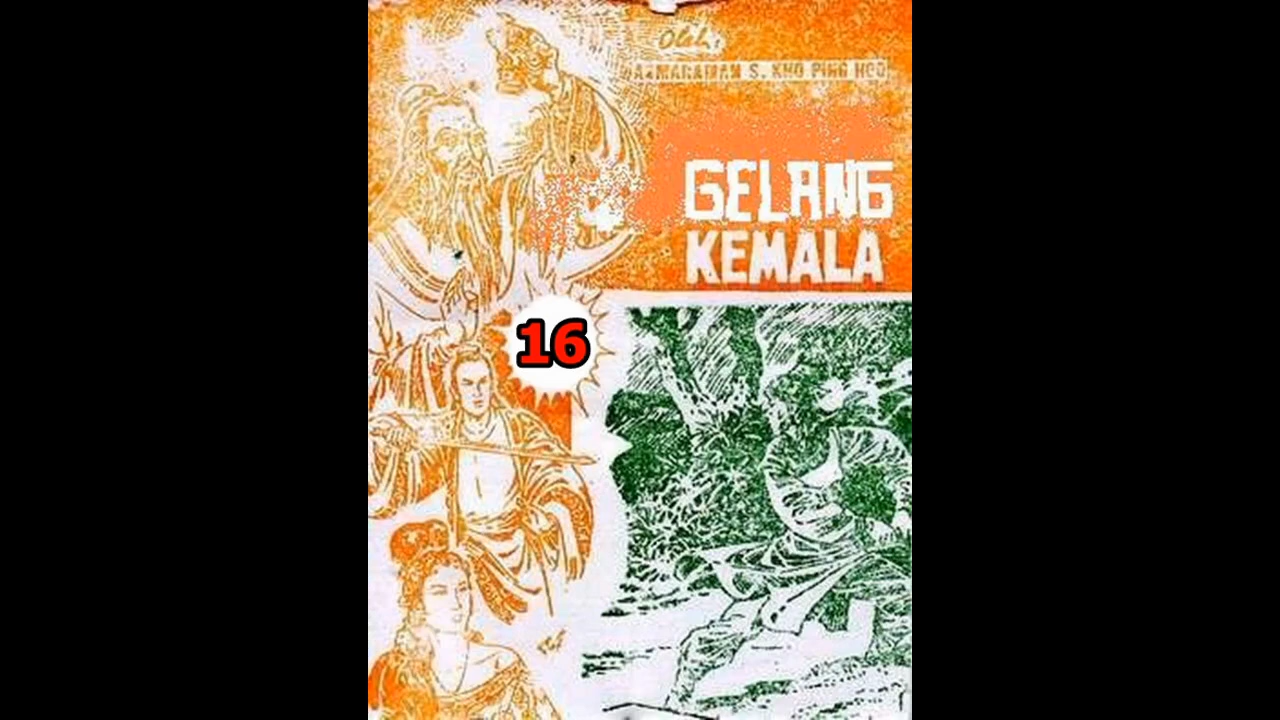 Oleh:
ASMARAMAN S. KHO PING HOO
GELANG
KEMALA
16